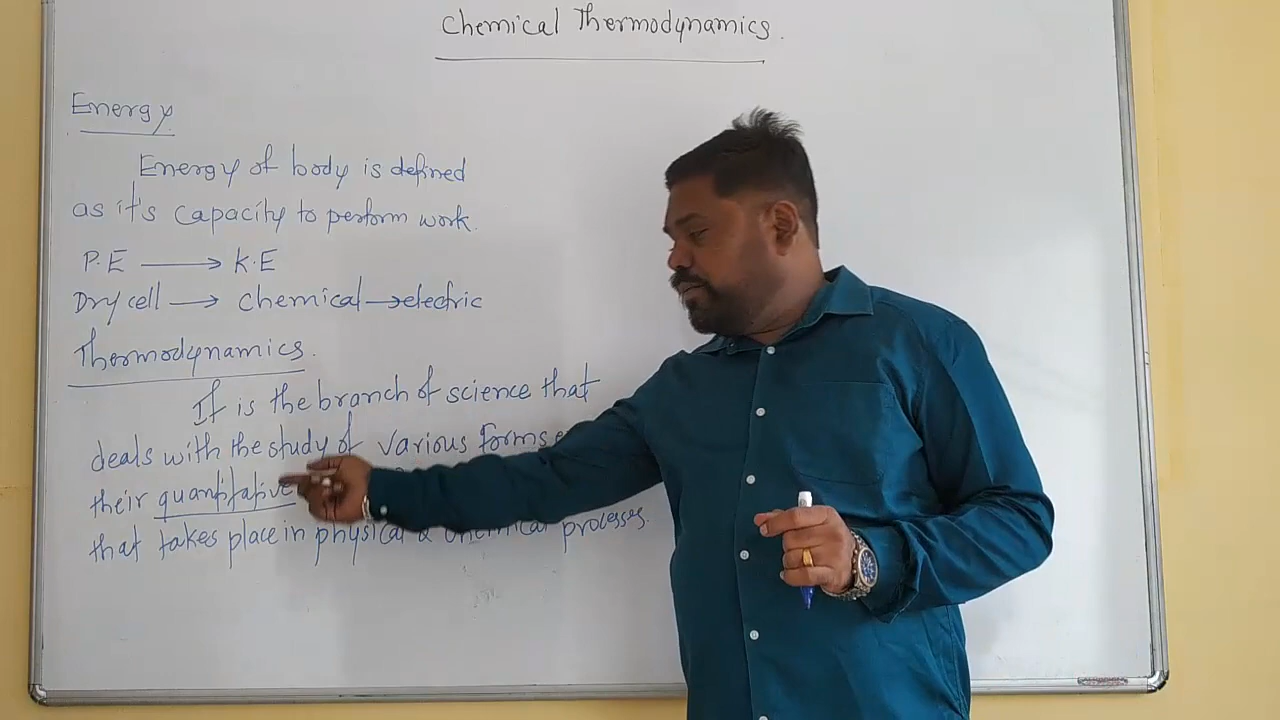 Chemical Thermodynamics.
Energy
Energy of body is defined
as it's capacity to perform work.
P.E → K.E
Dry cell → chemical → electric
Thermodynamics.
It is the branch of science that
deals with the study of various forms
their quantitative
that takes place in physical & chemical processes.